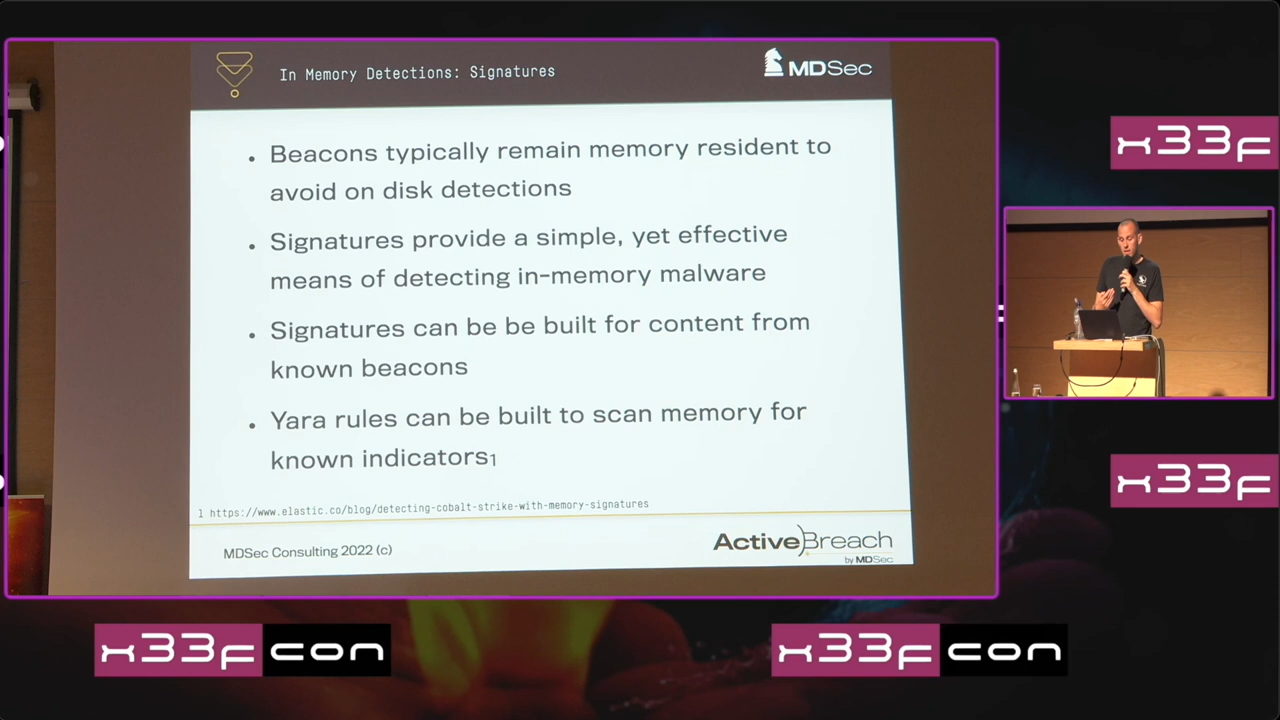 In Memory Detections: Signatures
MDSec
• Beacons typically remain memory resident to
avoid on disk detections
• Signatures provide a simple, yet effective
means of detecting in-memory malware
• Signatures can be be built for content from
known beacons
• Yara rules can be built to scan memory for
known indicators1
1 https://www.elastic.co/blog/detecting-cobalt-strike-with-memory-signatures
MDSec Consulting 2022 (c)
ActiveBreach
by MDSec
x33f
x33f
x33fcon
x33fcon